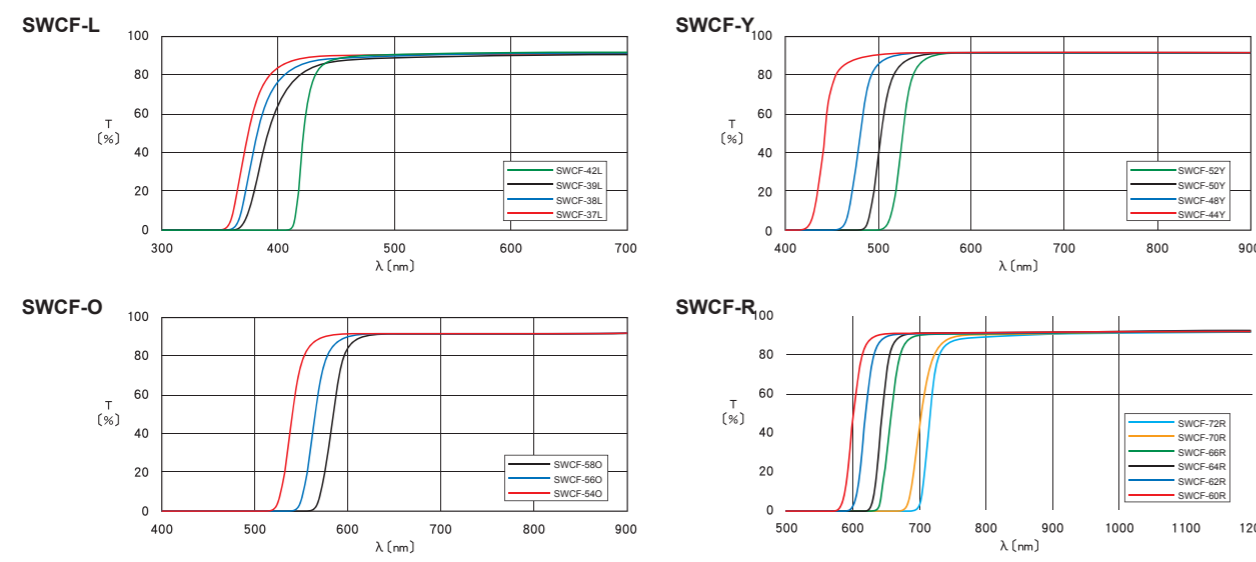 SWCF-L
100
80
60
40
20
0
T
[%]
300 400 500 600 700
λ [nm]
SWCF-42L
SWCF-39L
SWCF-38L
SWCF-37L
SWCF-Y
100
80
60
40
20
0
T
[%]
400 500 600 700 800 900
λ [nm]
SWCF-52Y
SWCF-50Y
SWCF-48Y
SWCF-44Y
SWCF-O
100
80
60
40
20
0
T
[%]
400 500 600 700 800 900
λ [nm]
SWCF-58O
SWCF-56O
SWCF-54O
SWCF-R
100
80
60
40
20
0
T
[%]
500 600 700 800 900 1000 1100 120
λ [nm]
SWCF-72R
SWCF-70R
SWCF-66R
SWCF-64R
SWCF-62R
SWCF-60R